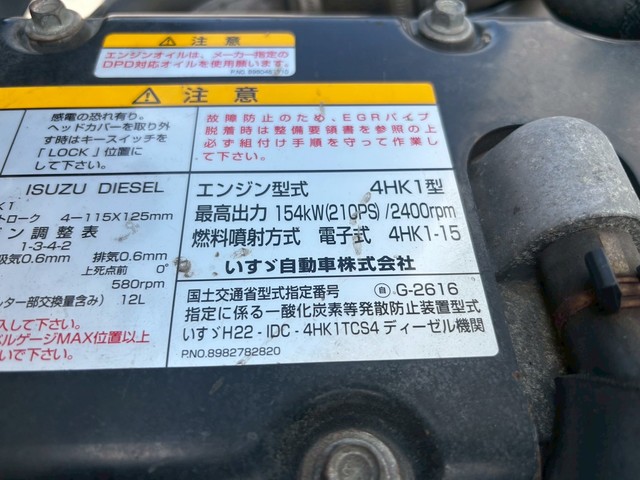 注意
エンジンオイルは、メーカー指定の
DPD対応オイルを使用願います。
注意
感電の恐れ有り。
ヘッドカバーを取り外
す時はキースイッチを
「LOCK」位置に
して下さい。
故障防止のため、EGRパイプ
脱着時は整備要領書を参照の上
必ず組付け手順を守って作業し
て下さい。
ISUZU DIESEL
トローク 4-115X125mm
ン調整表
1-3-4-2
吸気0.6mm 排気0.6mm
上死点前 0°
580rpm
ター部交換量含み) 12L
入して下さい。
ベルゲージMAX位置以上
いで下さい。
エンジン型式 4HK1型
最高出力 154kW(210PS)/2400rpm
燃料噴射方式 電子式 4HK1-15
いすゞ自動車株式会社
国土交通省型式指定番号 自 G-2616
指定に係る一酸化炭素等発散防止装置型式
いすゞH22-IDC-4HK1TCS4 ディーゼル機関
P.NO.8982782820